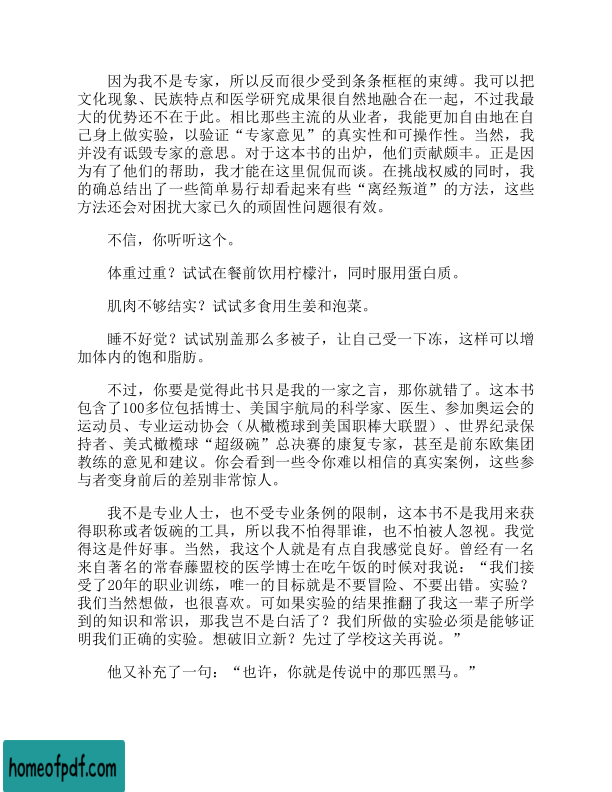 因为我不是专家，所以反而很少受到条条框框的束缚。我可以把
文化现象、民族特点和医学研究成果很自然地融合在一起，不过我最
大的优势还不在于此。相比那些主流的从业者，我能更加自由地在自
己身上做实验，以验证“专家意见”的真实性和可操作性。当然，我
并没有诋毁专家的意思。对于这本书的出炉，他们贡献颇丰。正是因
为有了他们的帮助，我才能在这里侃侃而谈。在挑战权威的同时，我
的确总结出了一些简单易行却看起来有些“离经叛道”的方法，这些
方法还会对困扰大家已久的顽固性问题很有效。
不信，你听听这个。
体重过重？试试在餐前饮用柠檬汁，同时服用蛋白质。
肌肉不够结实？试试多食用生姜和泡菜。
睡不好觉？试试别盖那么多被子，让自己受一下冻，这样可以增
加体内的饱和脂肪。
不过，你要是觉得此书只是我的一家之言，那你就错了。这本书
包含了100多位包括博士、美国宇航局的科学家、医生、参加奥运会的
运动员、专业运动协会（从橄榄球到美国职棒大联盟）、世界纪录保
持者、美式橄榄球“超级碗”总决赛的康复专家，甚至是前东欧集团
教练的意见和建议。你会看到一些令你难以相信的真实案例，这些参
与者变身前后的差别非常惊人。
我不是专业人士，也不受专业条例的限制，这本书不是我用来获
得职称或者饭碗的工具，所以我不怕得罪谁，也不怕被人忽视。我觉
得这是件好事。当然，我这个人就是有点自我感觉良好。曾经有一名
来自著名的常春藤盟校的医学博士在吃午饭的时候对我说：“我们接
受了20年的职业训练，唯一的目标就是不要冒险、不要出错。实验？
我们当然想做，也很喜欢。可如果实验的结果推翻了我这一辈子所学
到的知识和常识，那我岂不是白活了？我们所做的实验必须是能够证
明我们正确的实验。想破旧立新？先过了学校这关再说。”
他又补充了一句：“也许，你就是传说中的那匹黑马。”
homeofpdf.com